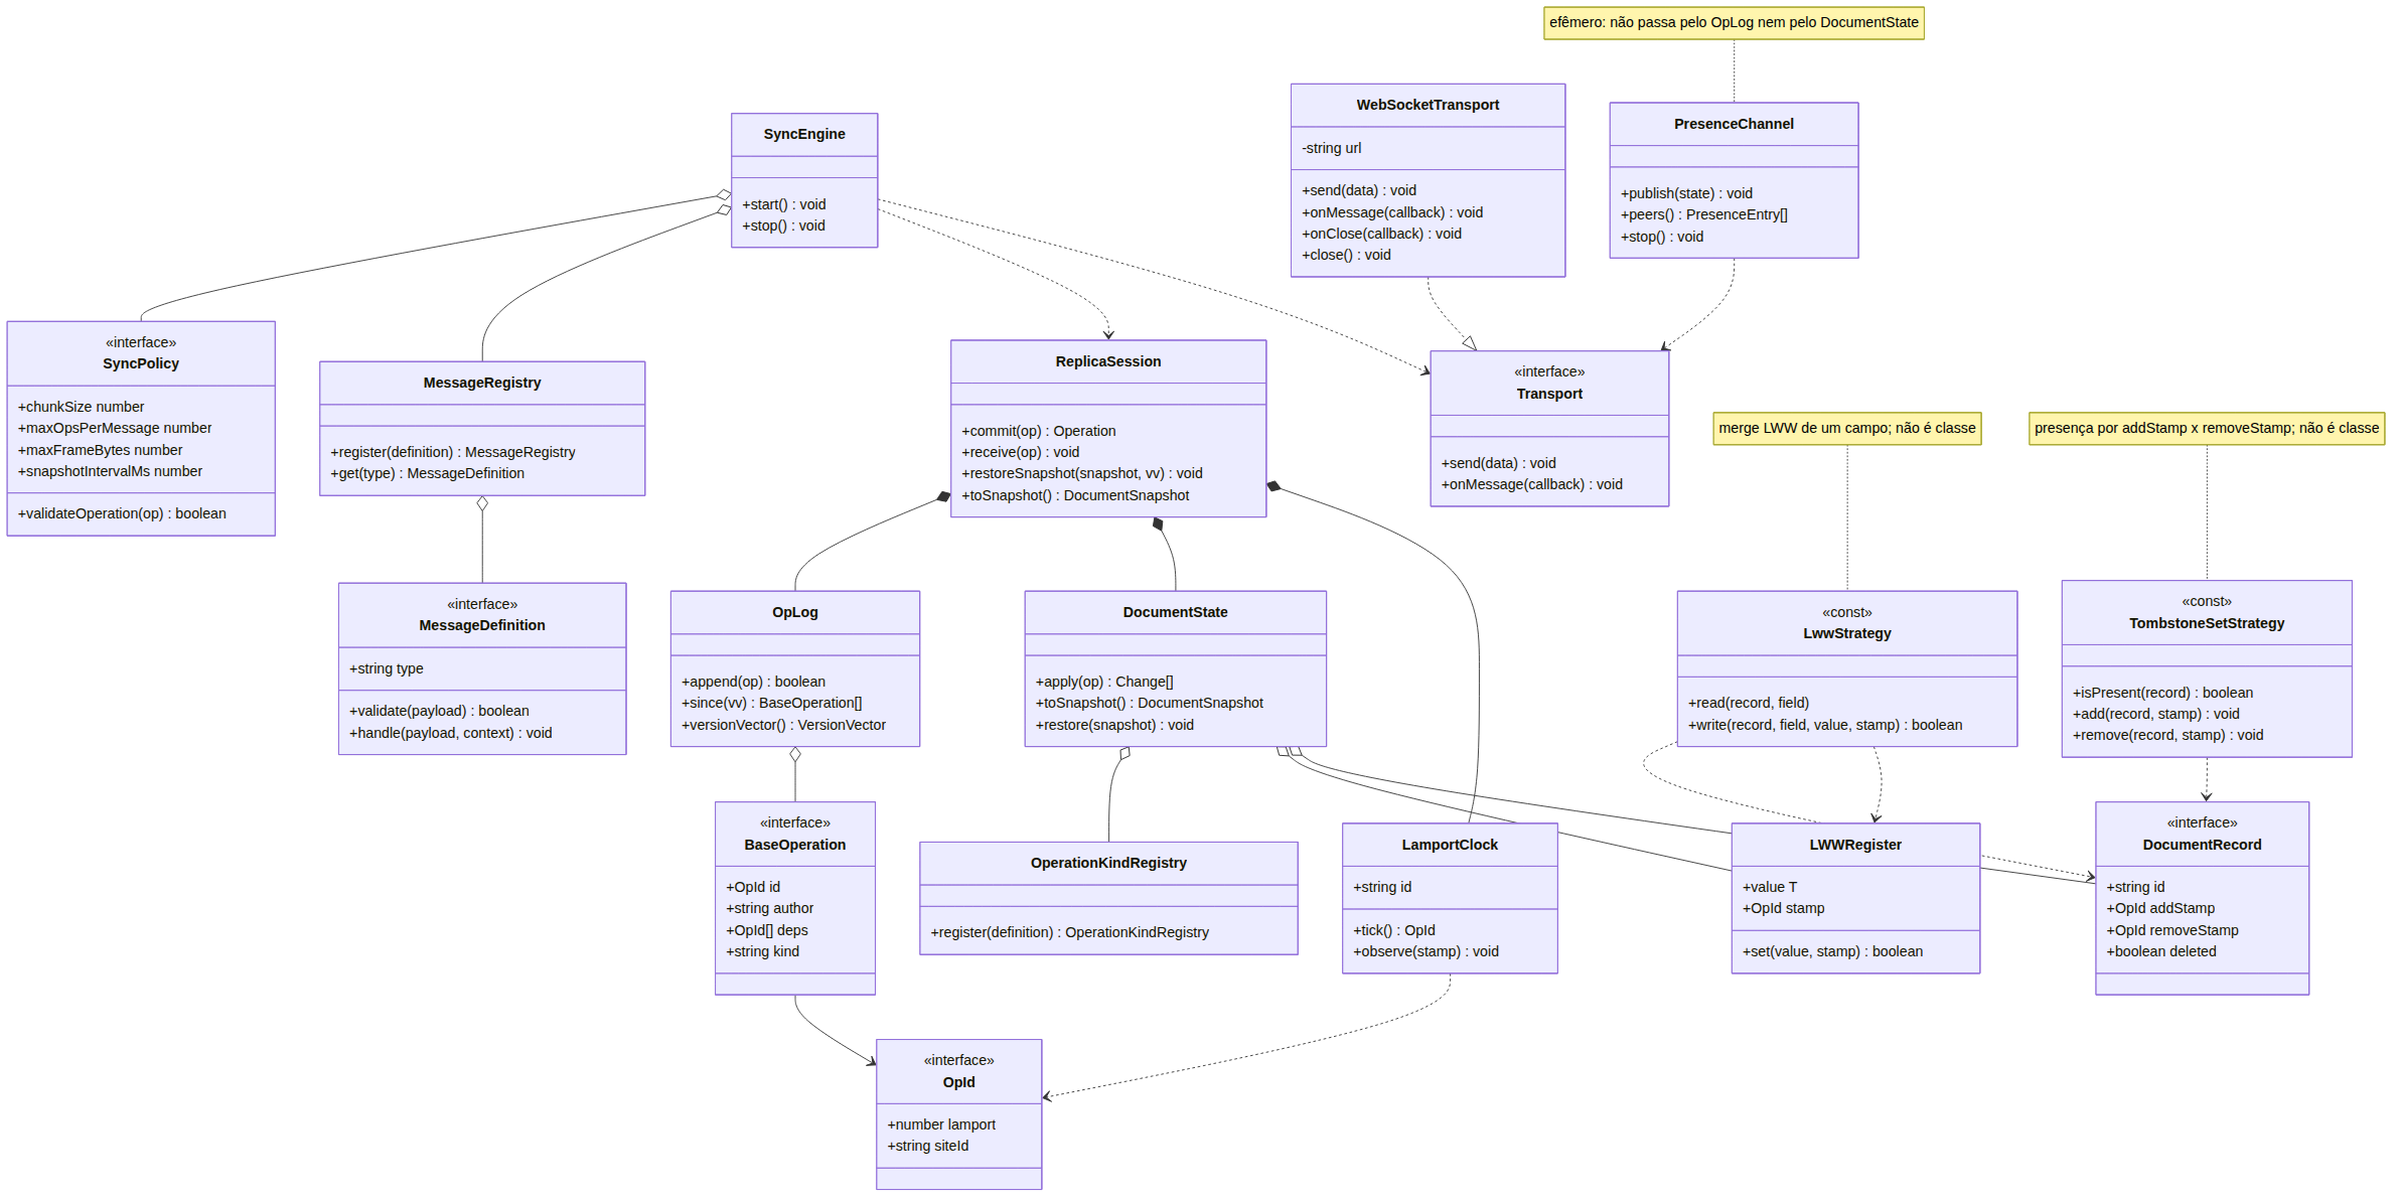 efêmero: não passa pelo OpLog nem pelo DocumentState
SyncEngine
+start() : void
+stop() : void
WebSocketTransport
-string url
+send(data) : void
+onMessage(callback) : void
+onClose(callback) : void
+close() : void
PresenceChannel
+publish(state) : void
+peers() : PresenceEntry[]
+stop() : void
«interface»
SyncPolicy
+chunkSize number
+maxOpsPerMessage number
+maxFrameBytes number
+snapshotIntervalMs number
+validateOperation(op) : boolean
MessageRegistry
+register(definition) : MessageRegistry
+get(type) : MessageDefinition
ReplicaSession
+commit(op) : Operation
+receive(op) : void
+restoreSnapshot(snapshot, vv) : void
+toSnapshot() : DocumentSnapshot
«interface»
Transport
+send(data) : void
+onMessage(callback) : void
merge LWW de um campo; não é classe
presença por addStamp x removeStamp; não é classe
«interface»
MessageDefinition
+string type
+validate(payload) : boolean
+handle(payload, context) : void
OpLog
+append(op) : boolean
+since(vv) : BaseOperation[]
+versionVector() : VersionVector
DocumentState
+apply(op) : Change[]
+toSnapshot() : DocumentSnapshot
+restore(snapshot) : void
«const»
LwwStrategy
+read(record, field)
+write(record, field, value, stamp) : boolean
«const»
TombstoneSetStrategy
+isPresent(record) : boolean
+add(record, stamp) : void
+remove(record, stamp) : void
«interface»
BaseOperation
+OpId id
+string author
+OpId[] deps
+string kind
OperationKindRegistry
+register(definition) : OperationKindRegistry
LamportClock
+string id
+tick() : OpId
+observe(stamp) : void
LWWRegister
+value T
+OpId stamp
+set(value, stamp) : boolean
«interface»
DocumentRecord
+string id
+OpId addStamp
+OpId removeStamp
+boolean deleted
«interface»
OpId
+number lamport
+string siteId